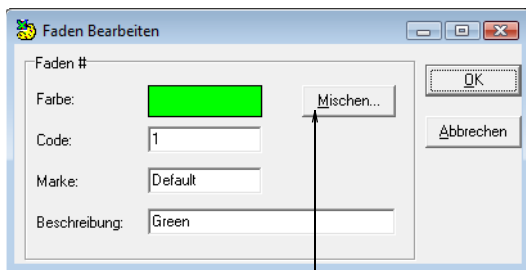 Faden Bearbeiten
Faden #
Farbe:
Mischen...
OK
Code:
1
Abbrechen
Marke:
Default
Beschreibung:
Green